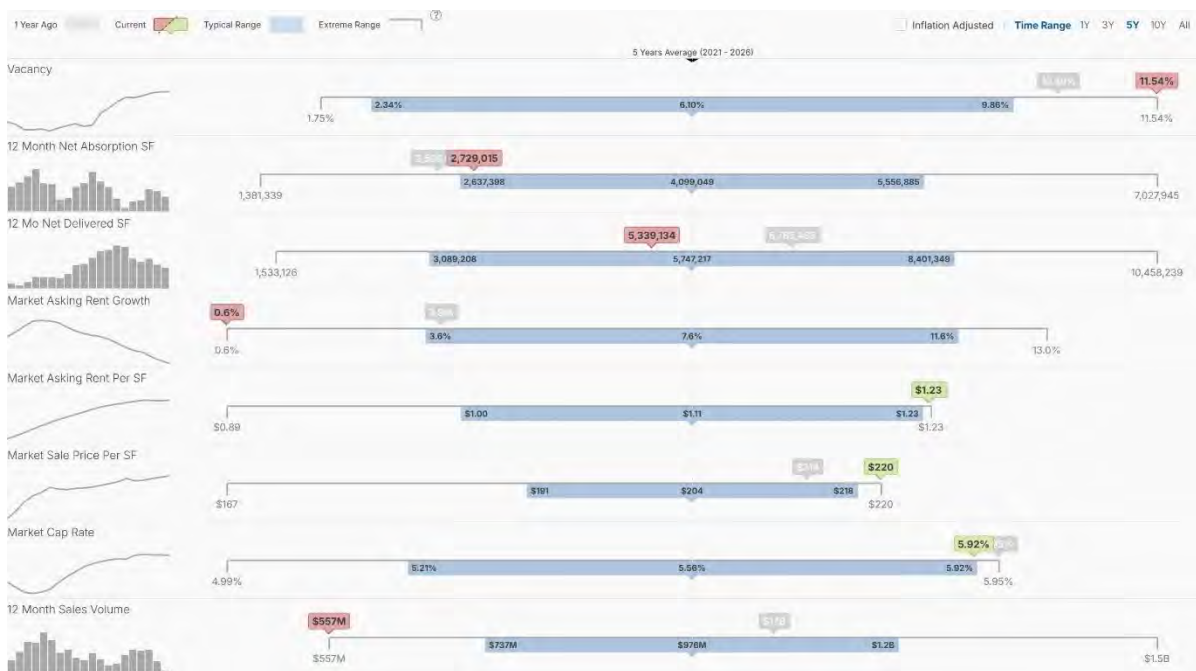 1 Year Ago Current Typical Range Extreme Range ? Inflation Adjusted Time Range 1Y 3Y 5Y 10Y All
5 Years Average (2021 - 2026)
Vacancy
11.54%
2.34% 6.10% 9.86%
1.75% 11.54%
12 Month Net Absorption SF
2,729,015
2,637,398 4,099,049 5,556,885
1,381,339 7,027,945
12 Mo Net Delivered SF
5,339,134
3,089,208 5,747,217 8,401,349
1,533,126 10,458,239
Market Asking Rent Growth
0.6%
3.6% 7.6% 11.6%
0.6% 13.0%
Market Asking Rent Per SF
$1.23
$1.00 $1.11 $1.23
$0.89 $1.23
Market Sale Price Per SF
$220
$191 $204 $218
$167 $220
Market Cap Rate
5.92%
5.21% 5.56% 5.92%
4.99% 5.95%
12 Month Sales Volume
$557M
$737M $976M $1.2B
$557M $1.5B